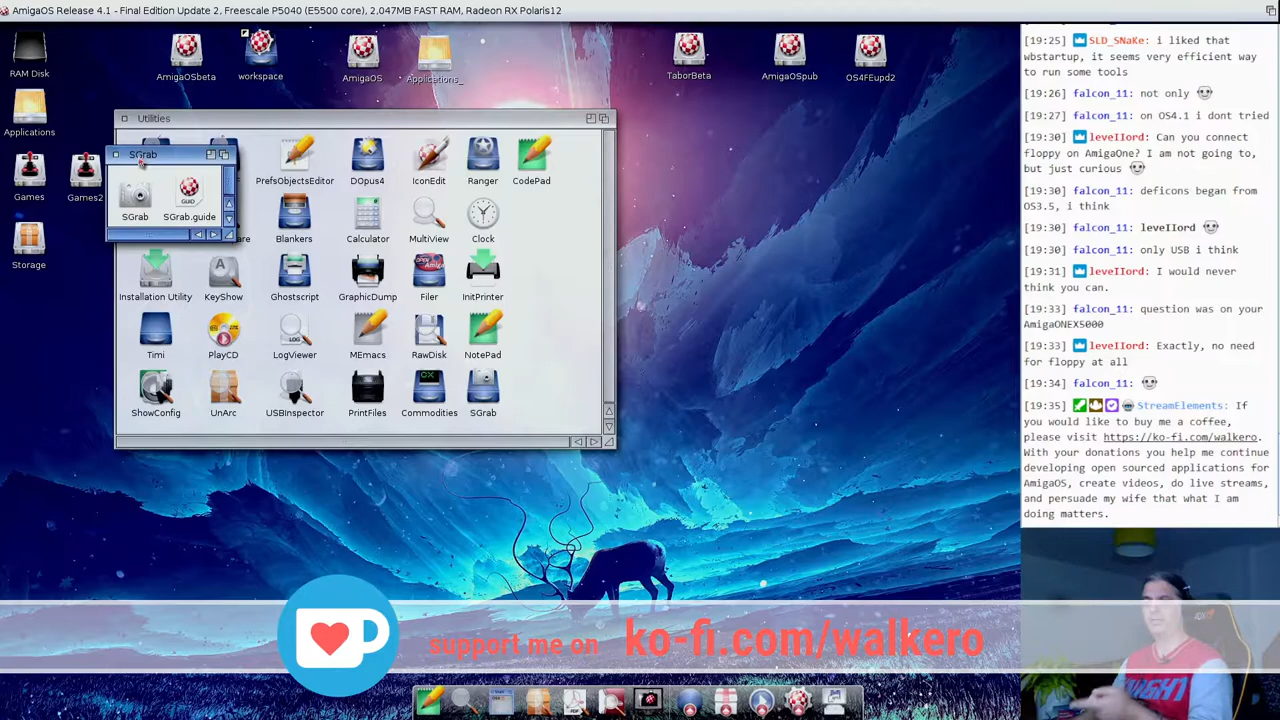 AmigaOS Release 4.1 - Final Edition Update 2, Freescale P5040 (E5500 core), 2,047MB FAST RAM, Radeon RX Polaris12
RAM Disk
AmigaOSbeta
workspace
AmigaOS
Applications_
TaborBeta
AmigaOSpub
OS4FEupd2
Applications
Games
Games2
Storage
Utilities
SGrab
SGrab
GUID
SGrab.guide
PrefsObjectsEditor
DOpus4
IconEdit
Ranger
CodePad
are
Blankers
Calculator
MultiView
Clock
Installation Utility
KeyShow
Ghostscript
GraphicDump
Filer
InitPrinter
Timi
PlayCD
LOG
LogViewer
MEmacs
RawDisk
NotePad
ShowConfig
UnArc
USBInspector
PrintFiles
CX
Commodities
SGrab
[19:25] SLD_SNaKe: i liked that
wbstartup, it seems very efficient way
to run some tools
[19:26] falcon_11: not only
[19:27] falcon_11: on OS4.1 i dont tried
[19:30] leveIIord: Can you connect
floppy on AmigaOne? I am not going to,
but just curious
[19:30] falcon_11: deficons began from
OS3.5, i think
[19:30] falcon_11: leveIIord
[19:30] falcon_11: only USB i think
[19:31] leveIIord: I would never
think you can.
[19:33] falcon_11: question was on your
AmigaONEX5000
[19:33] leveIIord: Exactly, no need
for floppy at all
[19:34] falcon_11:
[19:35] StreamElements: If
you would like to buy me a coffee,
please visit https://ko-fi.com/walkero.
With your donations you help me continue
developing open sourced applications for
AmigaOS, create videos, do live streams,
and persuade my wife that what I am
doing matters.
support me on ko-fi.com/walkero
PDF